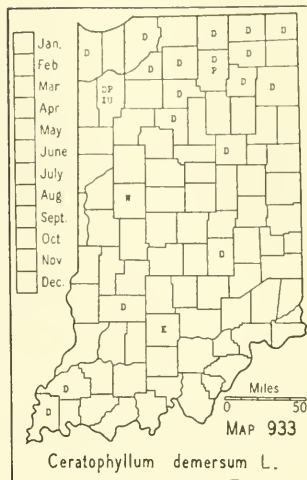 Jan.
Feb
Mar
Apr
May
June
July
Aug
Sept.
Oct
Nov
Dec.
D D D D D
D D D D D
P
DP D D
IU
D
D
W
D
D
K
D
D
Miles
0 50
MAP 933
Ceratophyllum demersum L.